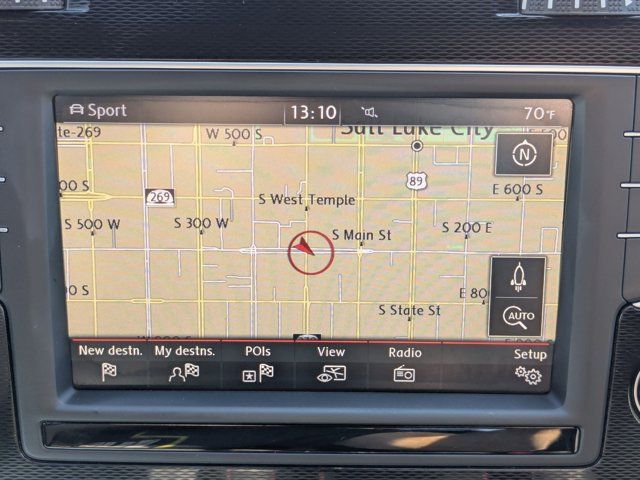 Sport 13:10 70°F
te-269 W 500 S Salt Lake City 600
N
89
00 S 269 E 600 S
S West Temple
S 500 W S 300 W S Main St S 200 E
0 S E 80
AUTO
S State St
New destn. My destns. POIs View Radio Setup